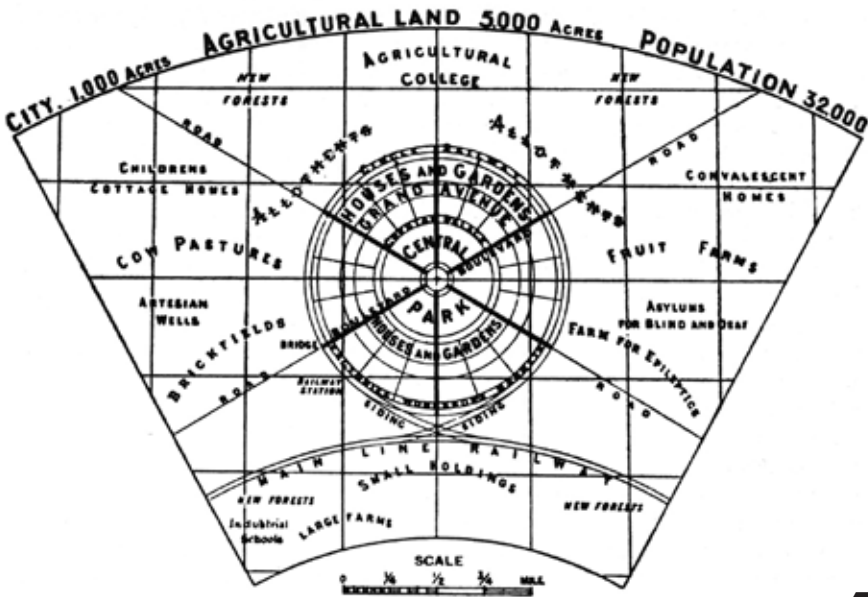 CITY. 1,000 ACRES AGRICULTURAL LAND 5,000 ACRES POPULATION 32,000
AGRICULTURAL
COLLEGE
NEW
FORESTS
NEW
FORESTS
ROAD
ROAD
ALLOTMENTS
ALLOTMENTS
CHILDRENS
COTTAGE HOMES
CONVALESCENT
HOMES
CIRCLE RAILWAY
HOUSES AND GARDENS
GRAND AVENUE
CRYSTAL PALACE
CENTRAL
PARK
BOULEVARD
BOULEVARD
HOUSES AND GARDENS
COW PASTURES
FRUIT FARMS
ARTESIAN
WELLS
ASYLUMS
FOR BLIND AND DEAF
BRICKFIELDS
FARM FOR EPILEPTICS
BRIDGE
ROAD
ROAD
RAILWAY
STATION
SIDING
SIDING
MAIN LINE RAILWAY
SMALL HOLDINGS
NEW FORESTS
NEW FORESTS
Industrial
Schools
LARGE FARMS
SCALE
0 1/4 1/2 3/4 MILE.